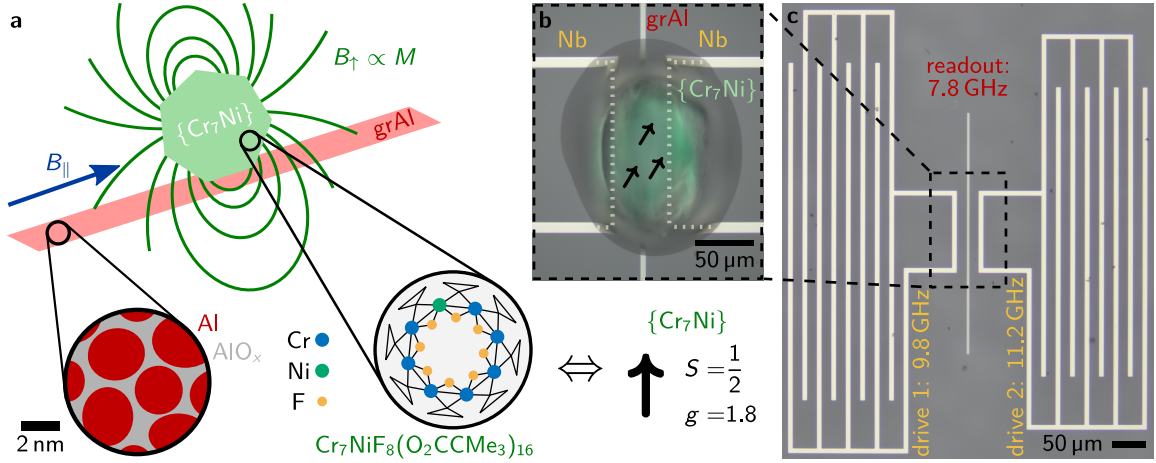 a
B↑ ∝ M
{Cr₇Ni}
grAl
B∥
Al
AlOₓ
2 nm
Cr
Ni
F
Cr₇NiF₈(O₂CCMe₃)₁₆
⇔
{Cr₇Ni}
S = 1/2
g = 1.8
b
grAl
Nb
Nb
{Cr₇Ni}
50 µm
c
readout:
7.8 GHz
drive 1: 9.8 GHz
drive 2: 11.2 GHz
50 µm